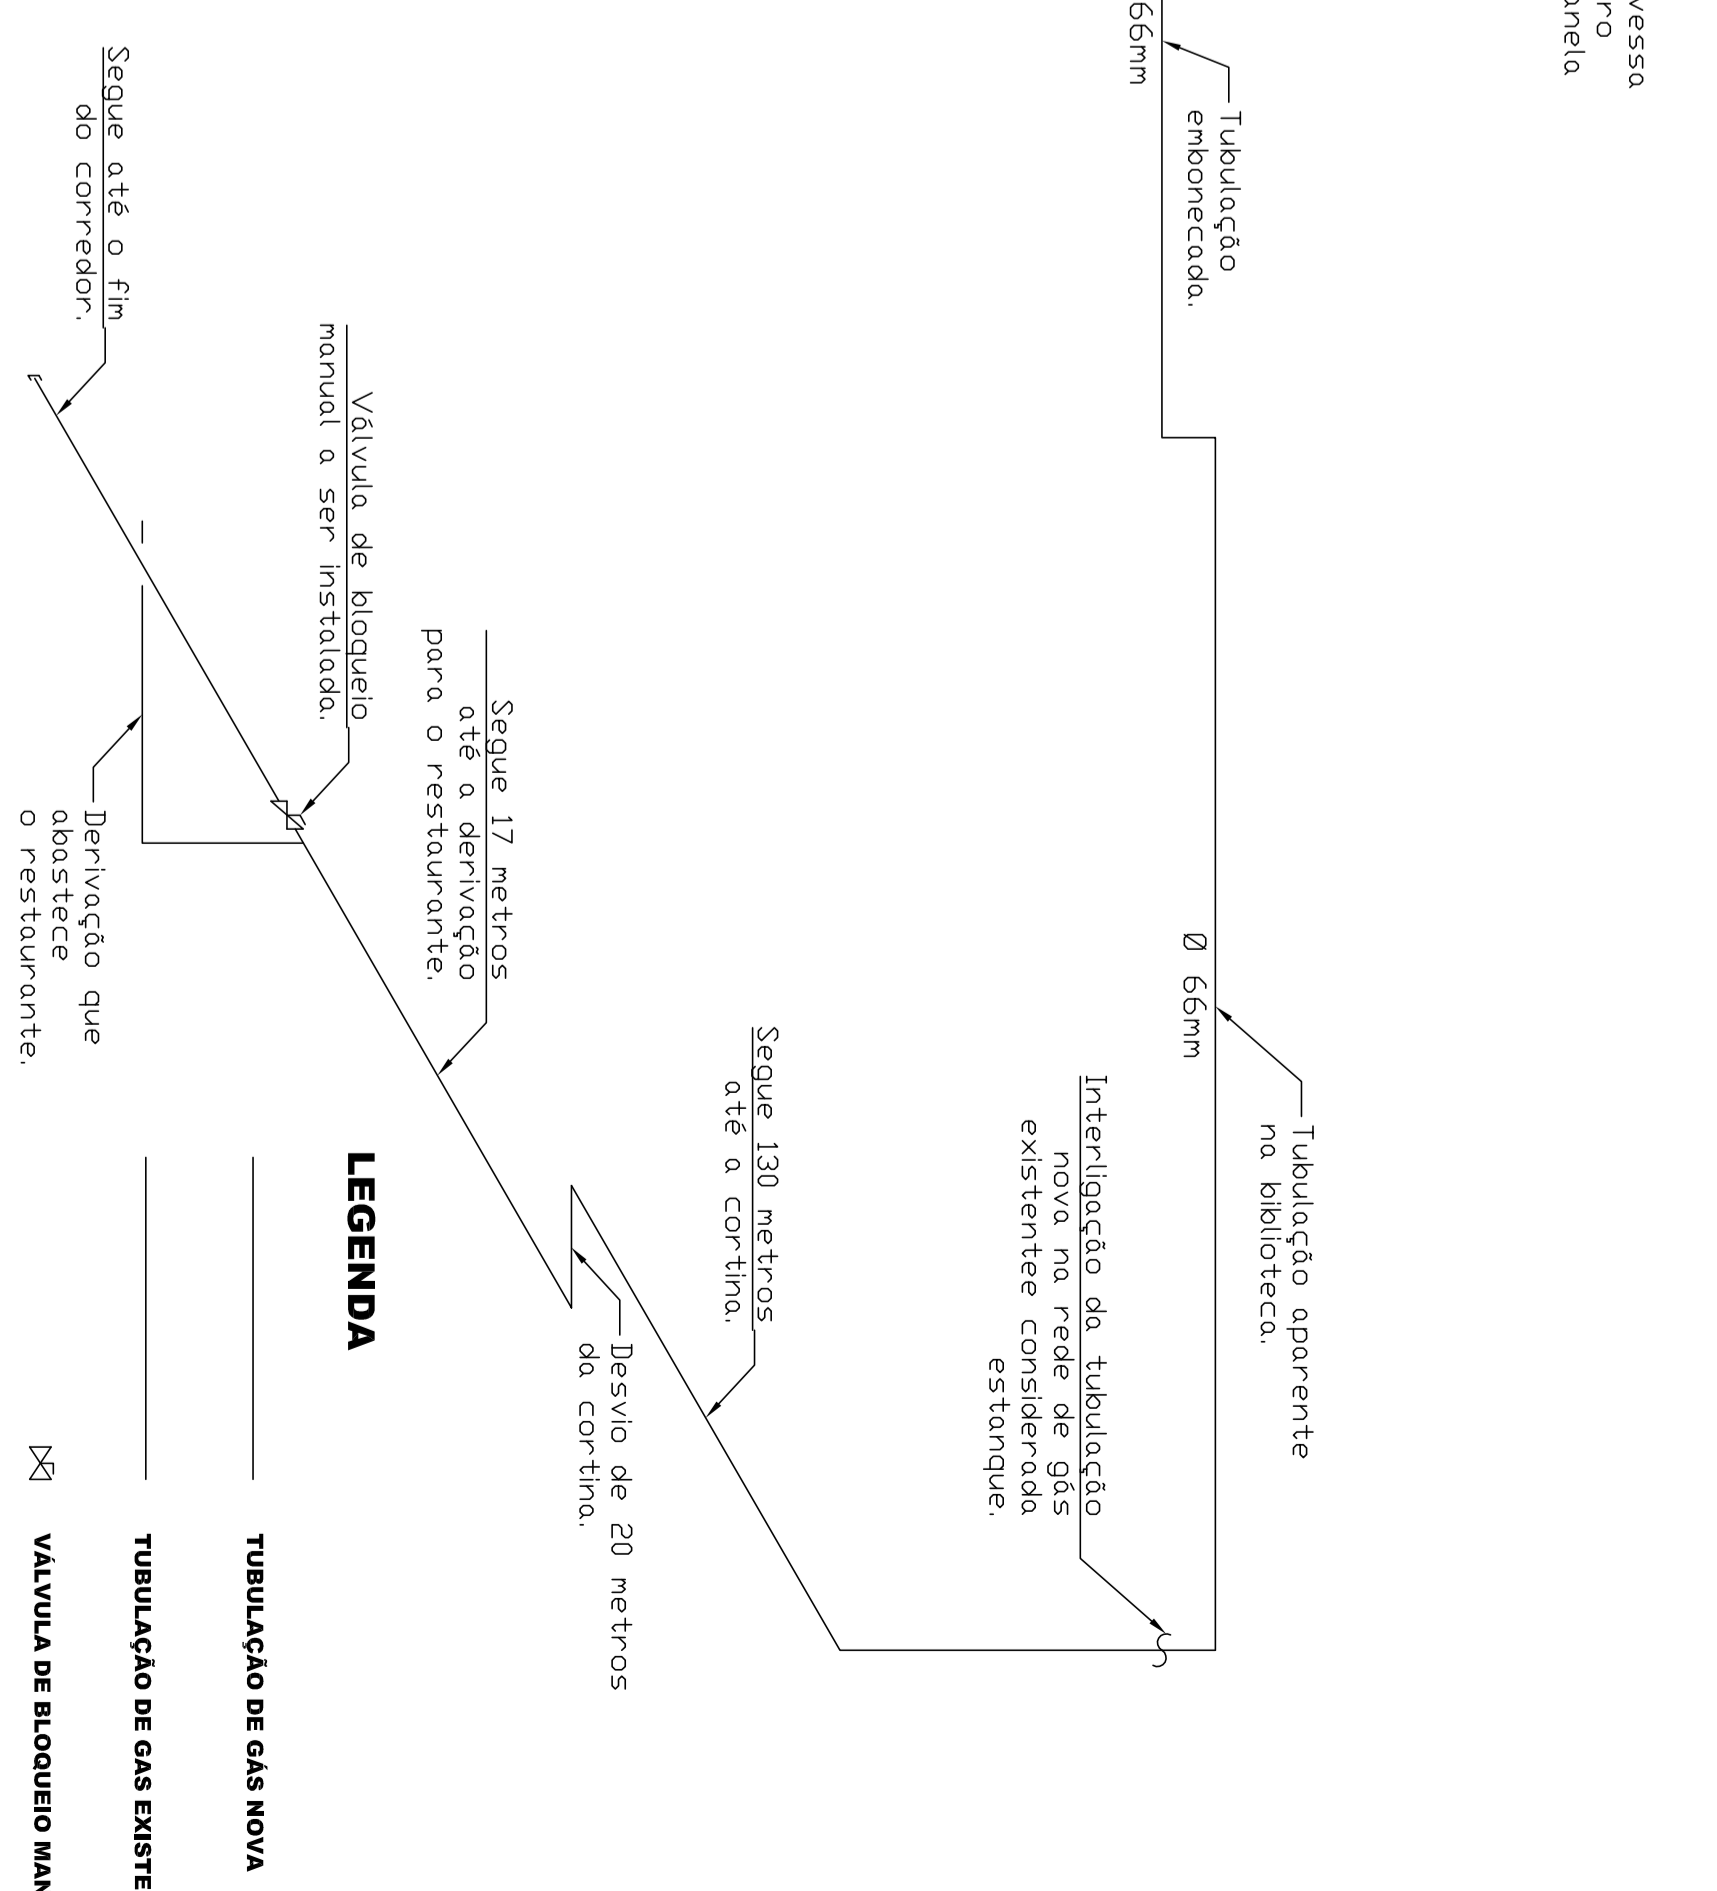 vessa
ro
anela
Tubulação
embonecada.
66mm
Tubulação aparente
na biblioteca.
Ø 66mm
Interligação da tubulação
nova na rede de gás
existentee considerada
estanque.
Segue 130 metros
até a cortina.
Desvio de 20 metros
da cortina.
Segue 17 metros
até a derivação
para o restaurante.
Válvula de bloqueio
manual a ser instalada.
Segue até o fim
do corredor.
Derivação que
abastece
o restaurante.
LEGENDA
TUBULAÇÃO DE GÁS NOVA
TUBULAÇÃO DE GAS EXISTE
VÁLVULA DE BLOQUEIO MAN